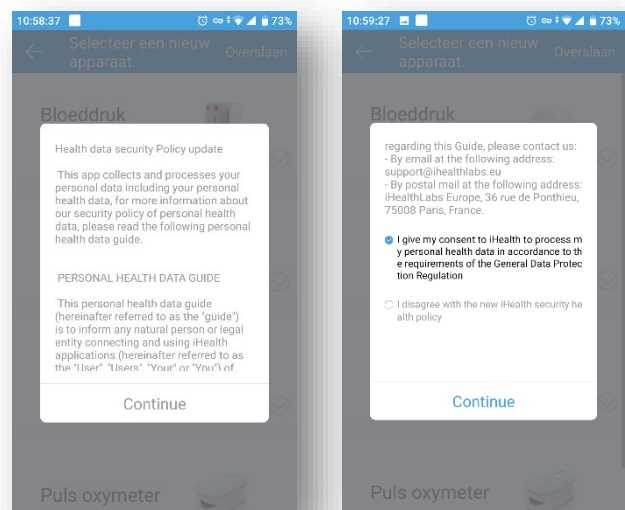 10:58:37
73%
Selecteer een nieuw
apparaat.
Overslaan
Bloeddruk
Health data security Policy update
This app collects and processes your
personal data including your personal
health data, for more information about
our security policy of personal health
data, please read the following personal
health data guide.
PERSONAL HEALTH DATA GUIDE
This personal health data guide
(hereinafter referred to as the "guide")
is to inform any natural person or legal
entity connecting and using iHealth
applications (hereinafter referred to as
the "User", "Users", "Your" or "You") of
Continue
Puls oxymeter
10:59:27
73%
Selecteer een nieuw
apparaat.
Overslaan
Bloeddruk
regarding this Guide, please contact us:
- By email at the following address:
support@ihealthlabs.eu
- By postal mail at the following address:
iHealthLabs Europe, 36 rue de Ponthieu,
75008 Paris, France.
I give my consent to iHealth to process m
y personal health data in accordance to th
e requirements of the General Data Protec
tion Regulation
I disagree with the new iHealth security he
alth policy
Continue
Puls oxymeter